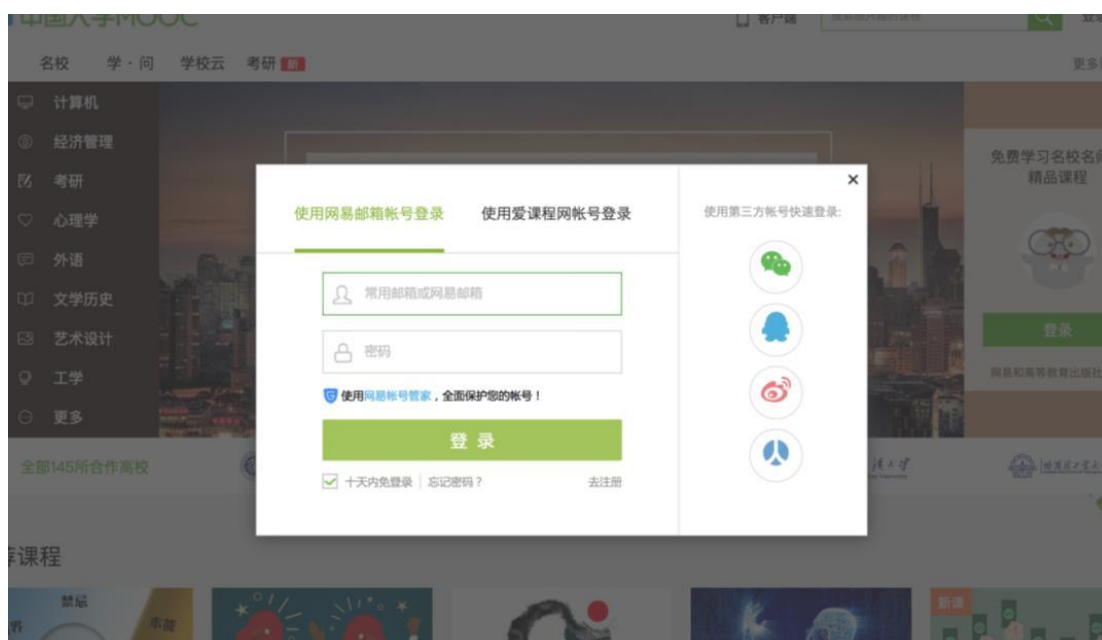 中国大学MOOC
客户端
名校 学·问 学校云 考研 新
计算机
经济管理
考研
心理学
外语
文学历史
艺术设计
工学
更多
全部145所合作高校
使用网易邮箱帐号登录 使用爱课程网帐号登录
常用邮箱或网易邮箱
密码
使用网易帐号管家，全面保护您的帐号！
登 录
十天内免登录 | 忘记密码？ 去注册
×
使用第三方帐号快速登录:
免费学习名校名师
精品课程
登录
网易和高等教育出版社
荐课程
禁忌
本能
新课